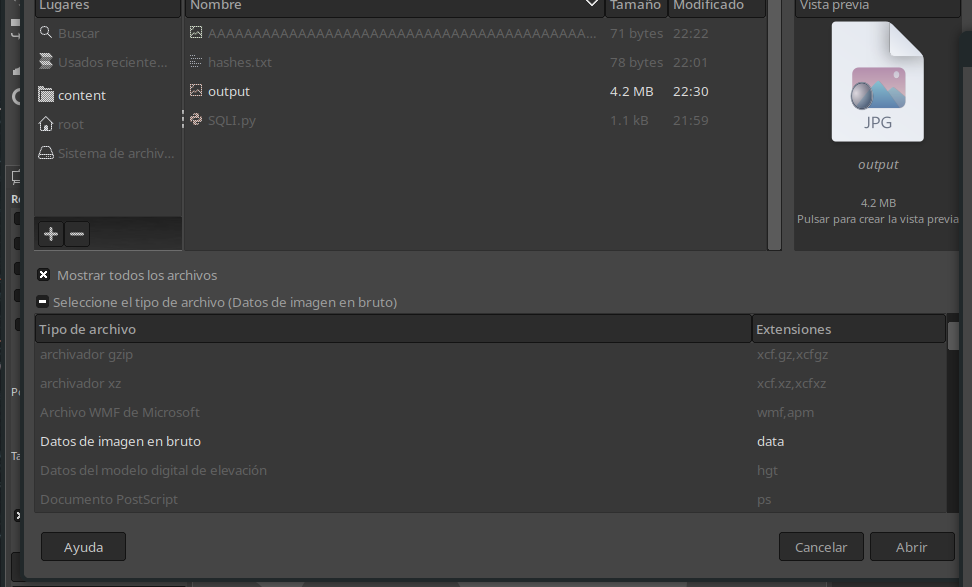 Lugares
Nombre
Tamaño
Modificado
Vista previa
Buscar
Usados reciente...
content
root
Sistema de archiv...
AAAAAAAAAAAAAAAAAAAAAAAAAAAAAAAAAAAAAAAAAA... 71 bytes 22:22
hashes.txt 78 bytes 22:01
output 4.2 MB 22:30
SQLI.py 1.1 kB 21:59
JPG
output
4.2 MB
Pulsar para crear la vista previa
Mostrar todos los archivos
Seleccione el tipo de archivo (Datos de imagen en bruto)
Tipo de archivo Extensiones
archivador gzip xcf.gz,xcfgz
archivador xz xcf.xz,xcfxz
Archivo WMF de Microsoft wmf,apm
Datos de imagen en bruto data
Datos del modelo digital de elevación hgt
Documento PostScript ps
Ayuda
Cancelar
Abrir